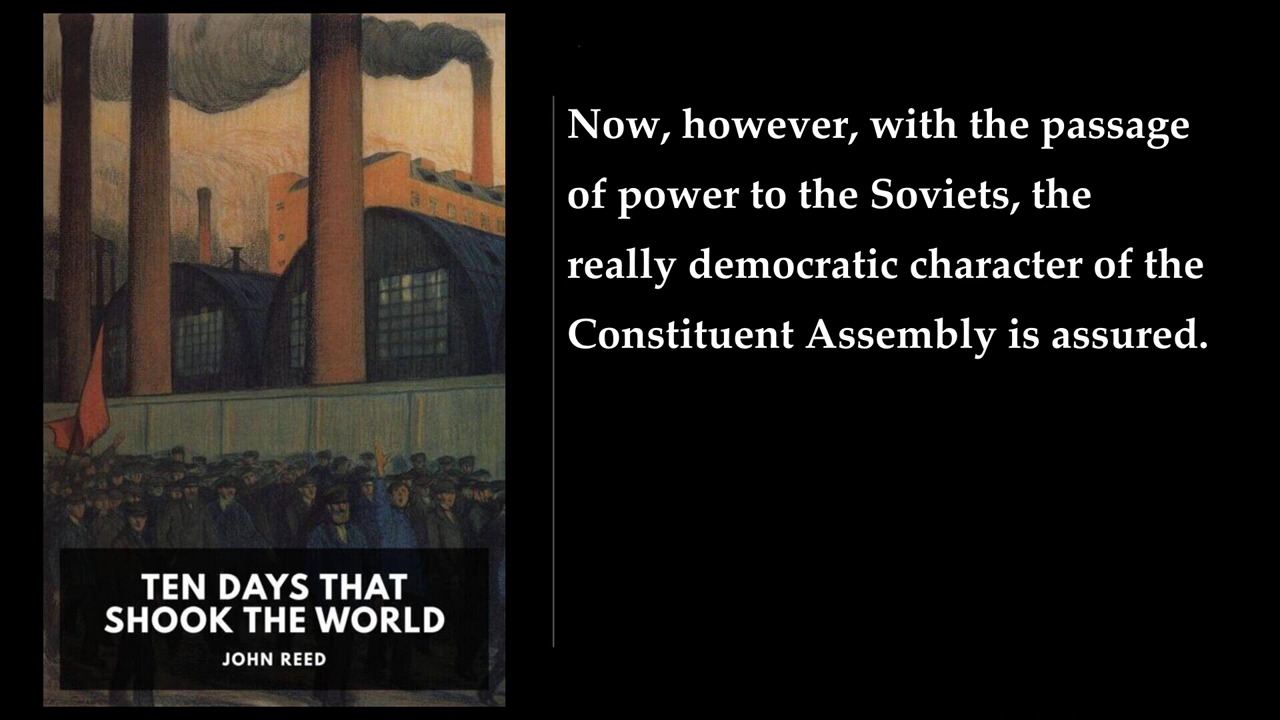 Now, however, with the passage
of power to the Soviets, the
really democratic character of the
Constituent Assembly is assured.
TEN DAYS THAT
SHOOK THE WORLD
JOHN REED